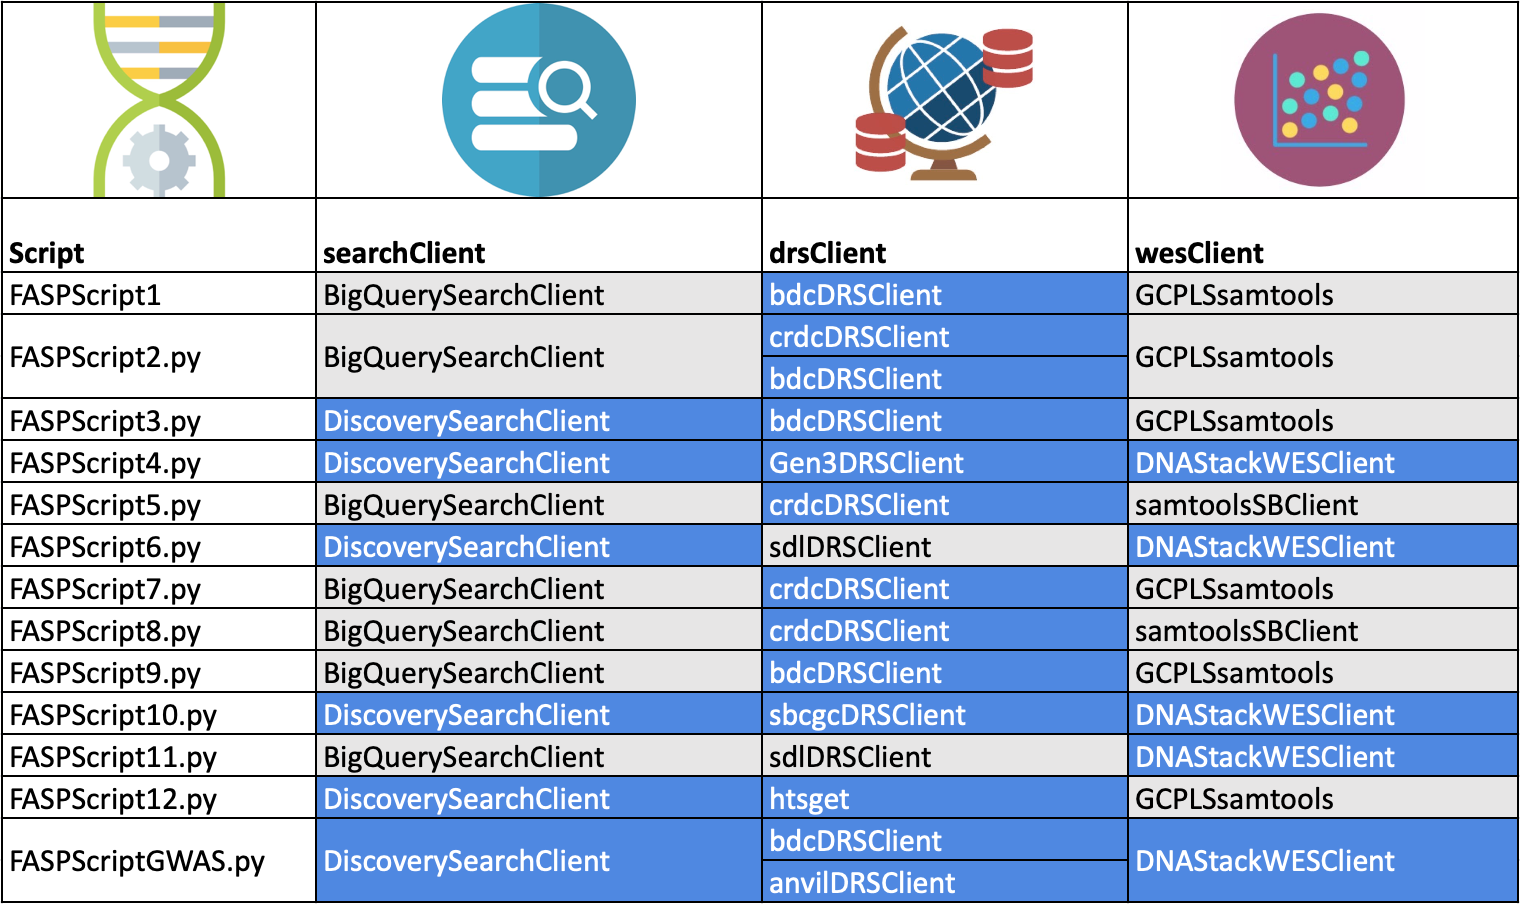 Script searchClient drsClient wesClient
FASPScript1 BigQuerySearchClient bdcDRSClient GCPLSsamtools
FASPScript2.py BigQuerySearchClient crdcDRSClient GCPLSsamtools
bdcDRSClient
FASPScript3.py DiscoverySearchClient bdcDRSClient GCPLSsamtools
FASPScript4.py DiscoverySearchClient Gen3DRSClient DNAStackWESClient
FASPScript5.py BigQuerySearchClient crdcDRSClient samtoolsSBClient
FASPScript6.py DiscoverySearchClient sdlDRSClient DNAStackWESClient
FASPScript7.py BigQuerySearchClient crdcDRSClient GCPLSsamtools
FASPScript8.py BigQuerySearchClient crdcDRSClient samtoolsSBClient
FASPScript9.py BigQuerySearchClient bdcDRSClient GCPLSsamtools
FASPScript10.py DiscoverySearchClient sbcgcDRSClient DNAStackWESClient
FASPScript11.py BigQuerySearchClient sdlDRSClient DNAStackWESClient
FASPScript12.py DiscoverySearchClient htsget GCPLSsamtools
FASPScriptGWAS.py DiscoverySearchClient bdcDRSClient DNAStackWESClient
anvilDRSClient